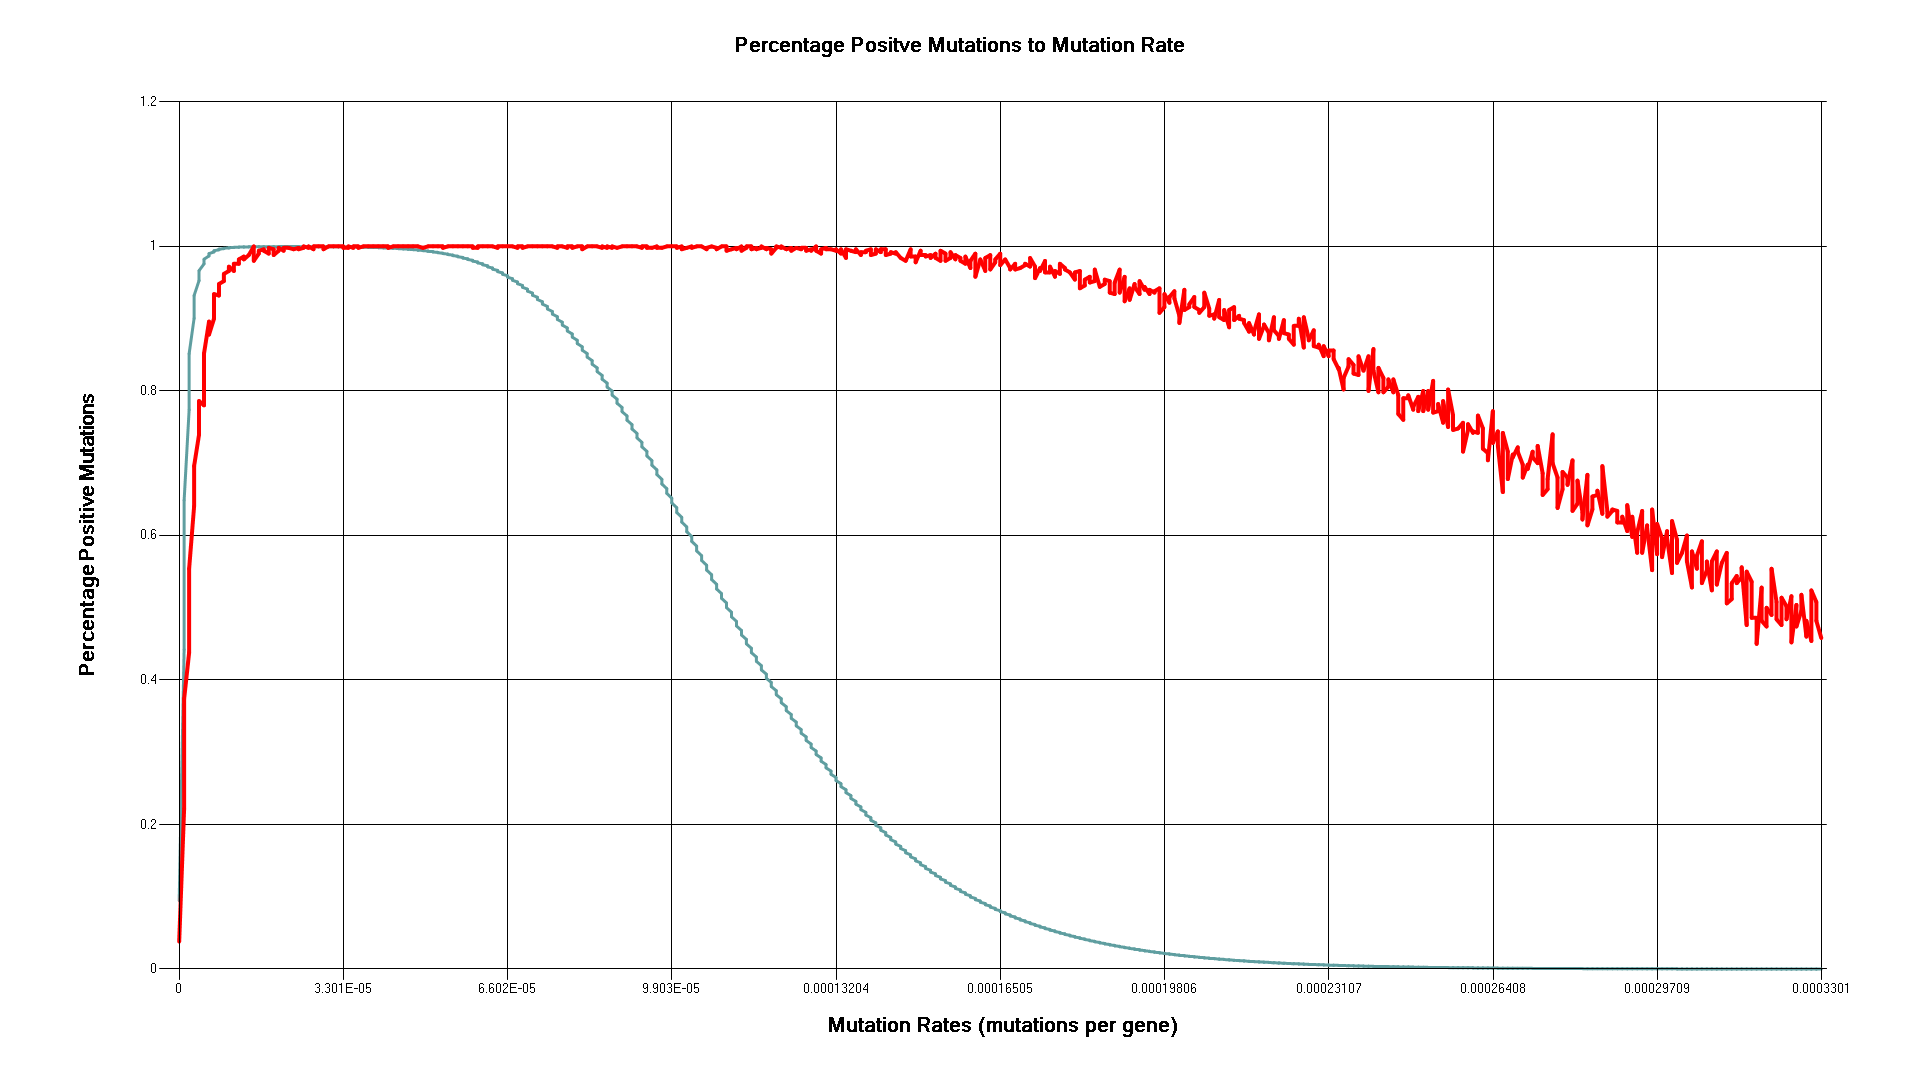 Percentage Positve Mutations to Mutation Rate
1.2
1
0.8
0.6
0.4
0.2
0
Percentage Positive Mutations
0 3.301E-05 6.602E-05 9.903E-05 0.00013204 0.00016505 0.00019806 0.00023107 0.00026408 0.00029709 0.0003301
Mutation Rates (mutations per gene)